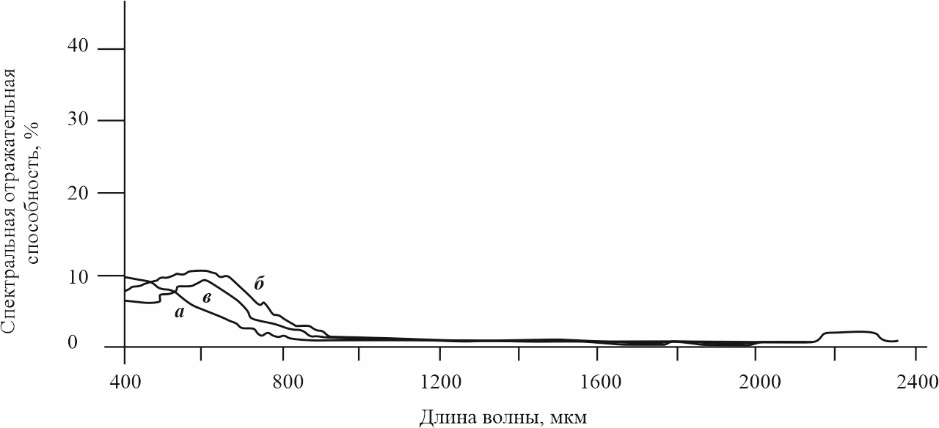 Спектральная отражательная
способность, %
40
30
20
10
0
б
в
а
400
800
1200
1600
2000
2400
Длина волны, мкм